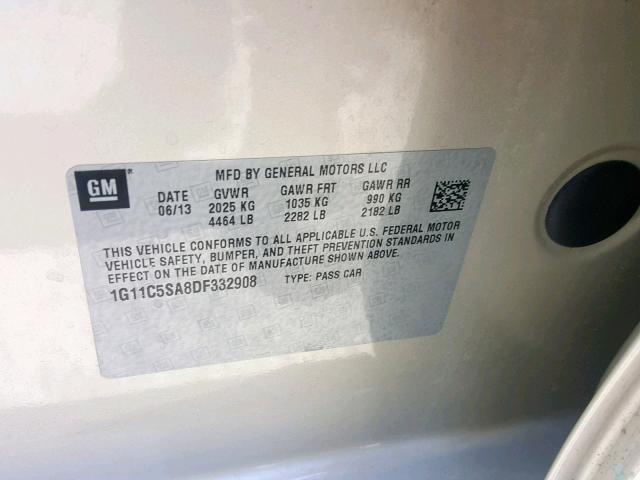 GM
MFD BY GENERAL MOTORS LLC
DATE GVWR GAWR FRT GAWR RR
06/13 2025 KG 1035 KG 990 KG
4464 LB 2282 LB 2182 LB
THIS VEHICLE CONFORMS TO ALL APPLICABLE U.S. FEDERAL MOTOR
VEHICLE SAFETY, BUMPER, AND THEFT PREVENTION STANDARDS IN
EFFECT ON THE DATE OF MANUFACTURE SHOWN ABOVE.
1G11C5SA8DF332908 TYPE: PASS CAR